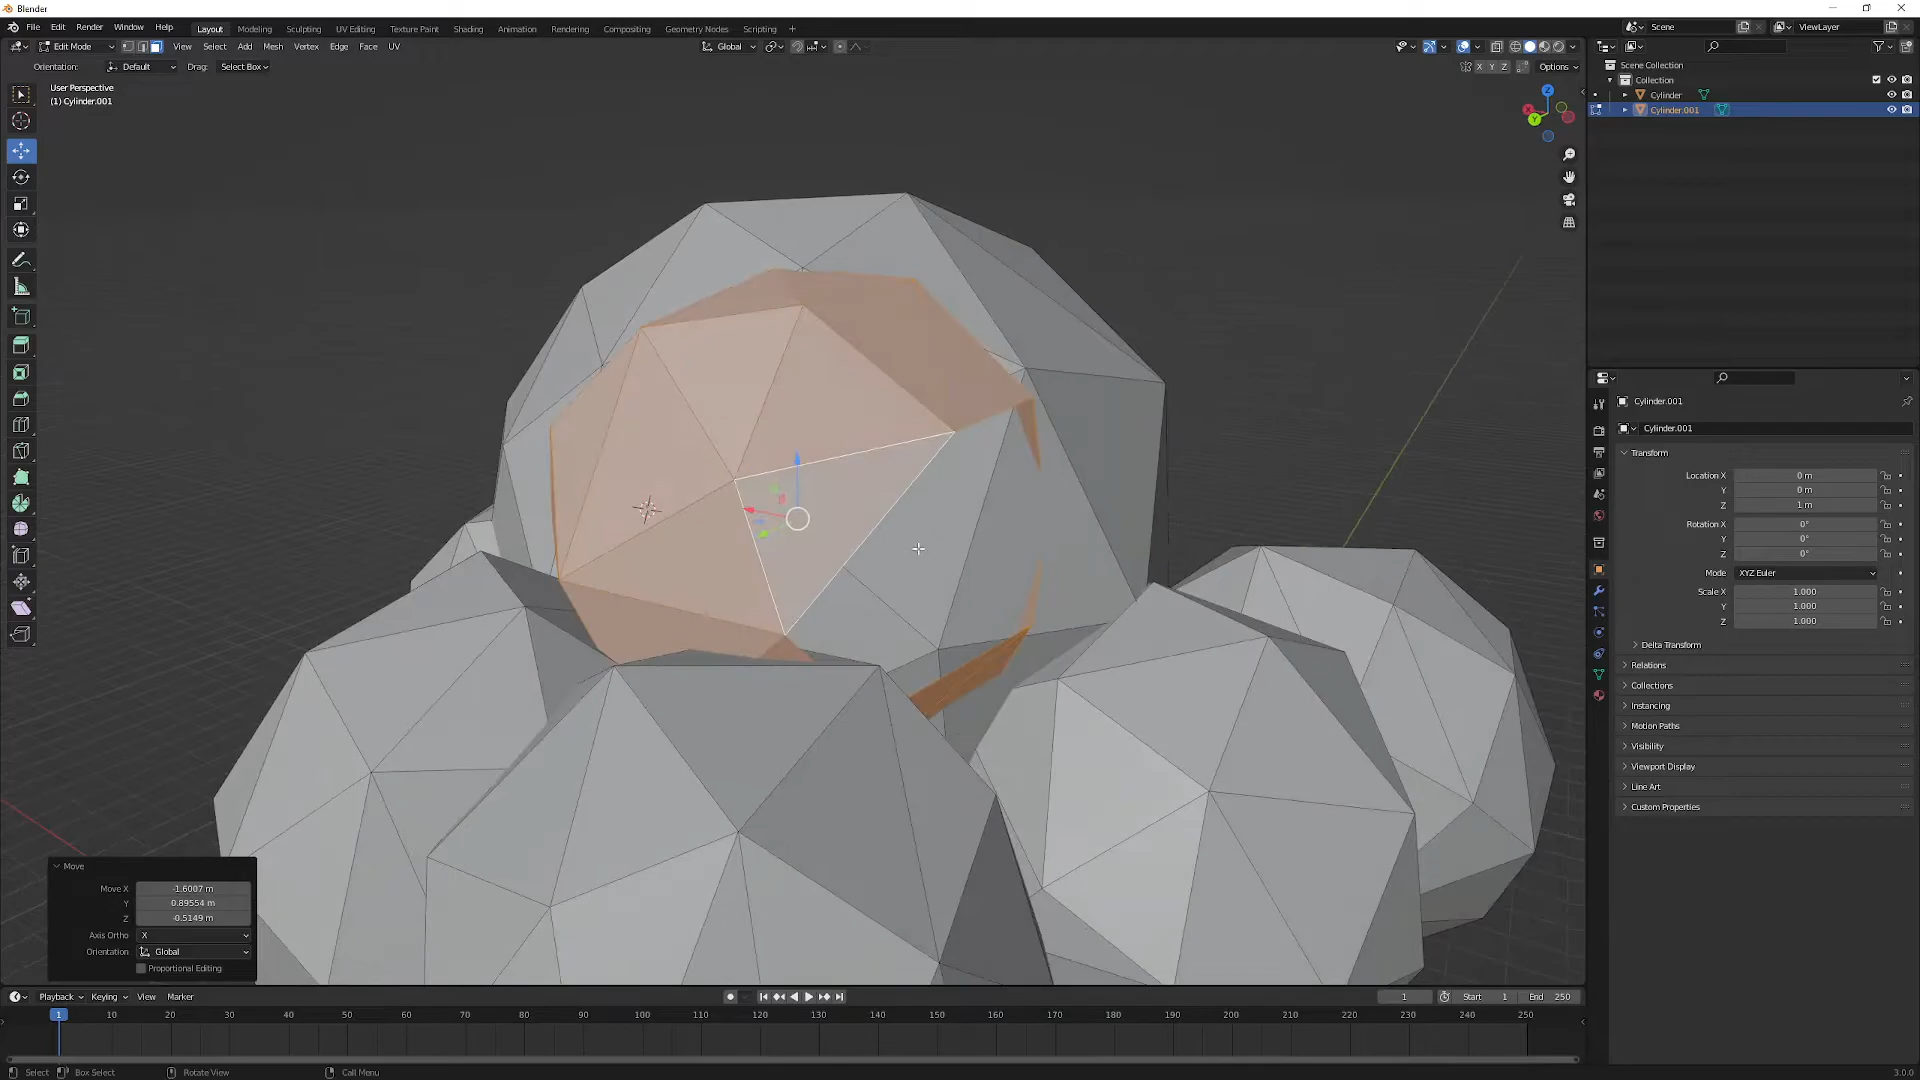 Blender
File Edit Render Window Help
Layout Modeling Sculpting UV Editing Texture Paint Shading Animation Rendering Compositing Geometry Nodes Scripting +
Scene
ViewLayer
Edit Mode View Select Add Mesh Vertex Edge Face UV
Global
Orientation: Default Drag: Select Box
X Y Z Options
User Perspective
(1) Cylinder.001
Z
X
Y
Scene Collection
Collection
Cylinder
Cylinder.001
Cylinder.001
Cylinder.001
Transform
Location X 0 m
Y 0 m
Z 1 m
Rotation X 0°
Y 0°
Z 0°
Mode XYZ Euler
Scale X 1.000
Y 1.000
Z 1.000
Delta Transform
Relations
Collections
Instancing
Motion Paths
Visibility
Viewport Display
Line Art
Custom Properties
Move
Move X -1.6007 m
Y 0.89554 m
Z -0.5149 m
Axis Ortho X
Orientation Global
Proportional Editing
Playback Keying View Marker
1 Start 1 End 250
1 10 20 30 40 50 60 70 80 90 100 110 120 130 140 150 160 170 180 190 200 210 220 230 240 250
Select Box Select Rotate View Call Menu
3.0.0